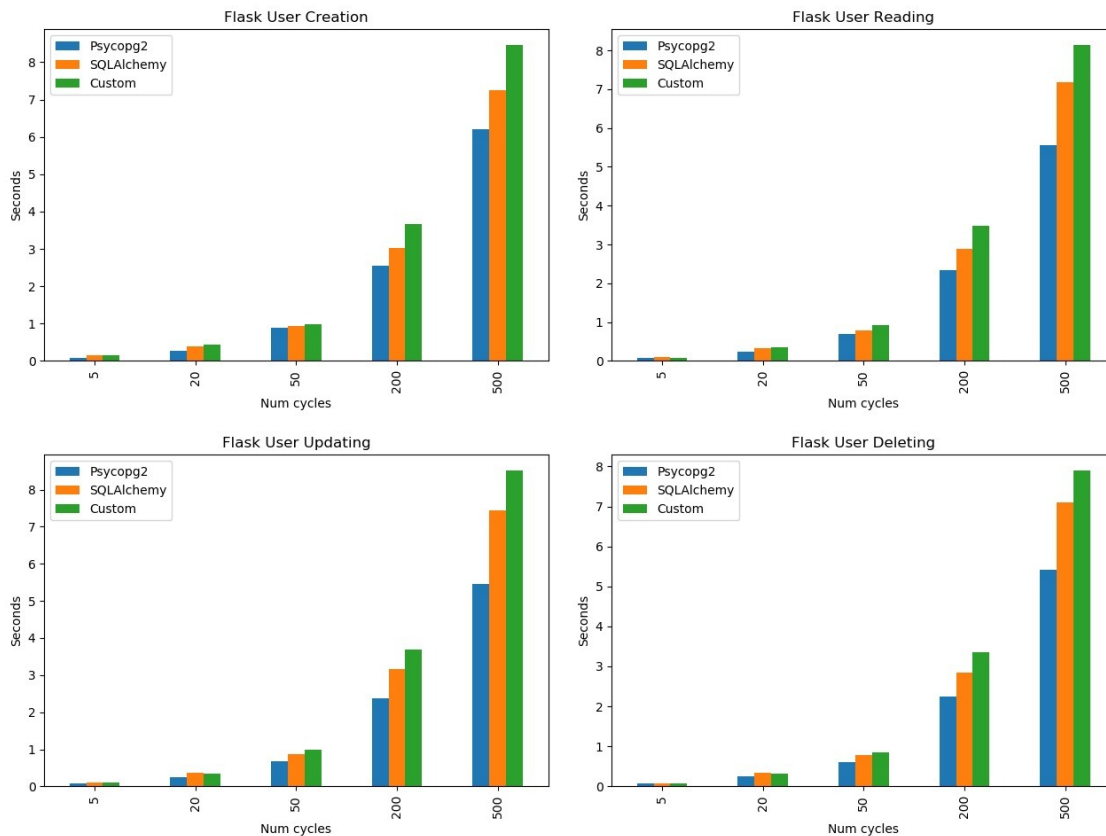 Flask User Creation
Psycopg2
SQLAlchemy
Custom
Seconds
8
7
6
5
4
3
2
1
0
5
20
50
200
500
Num cycles
Flask User Reading
Psycopg2
SQLAlchemy
Custom
Seconds
8
7
6
5
4
3
2
1
0
5
20
50
200
500
Num cycles
Flask User Updating
Psycopg2
SQLAlchemy
Custom
Seconds
8
7
6
5
4
3
2
1
0
5
20
50
200
500
Num cycles
Flask User Deleting
Psycopg2
SQLAlchemy
Custom
Seconds
8
7
6
5
4
3
2
1
0
5
20
50
200
500
Num cycles